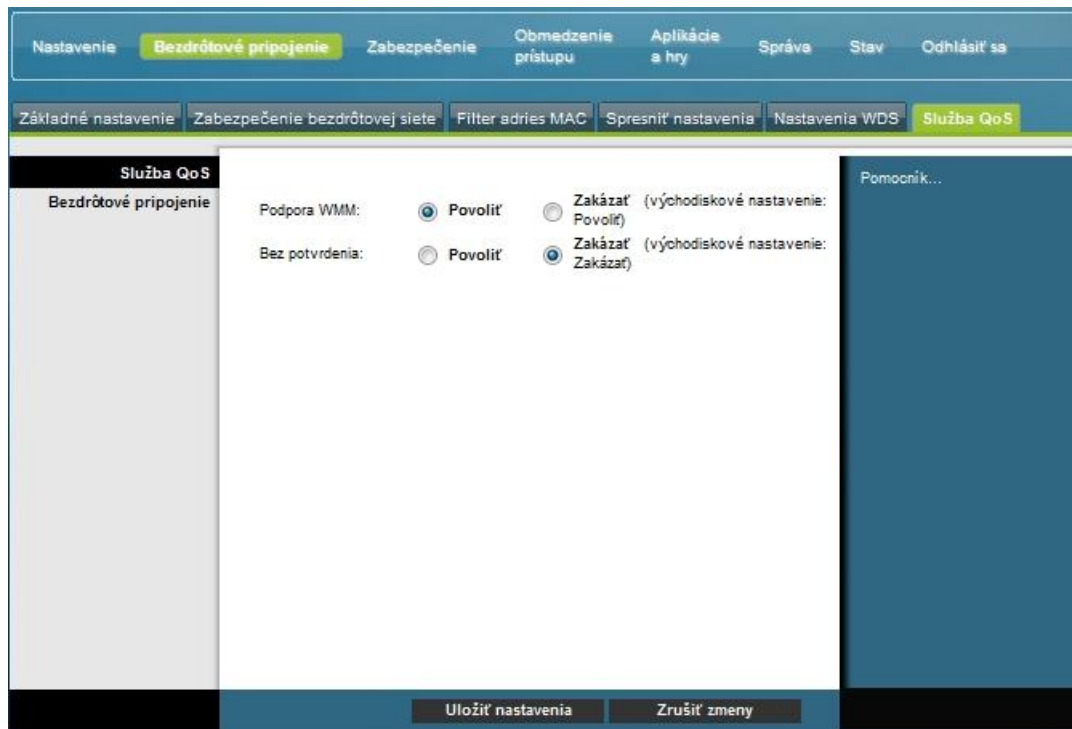 Nastavenie Bezdrôtové pripojenie Zabezpečenie Obmedzenie prístupu Aplikácie a hry Správa Stav Odhlásiť sa
Základné nastavenie Zabezpečenie bezdrôtovej siete Filter adries MAC Spresniť nastavenia Nastavenia WDS Služba QoS
Služba QoS
Bezdrôtové pripojenie
Podpora WMM: Povoliť Zakázať (východiskové nastavenie:
Povoliť)
Bez potvrdenia: Povoliť Zakázať (východiskové nastavenie:
Zakázať)
Pomocník...
Uložiť nastavenia Zrušiť zmeny